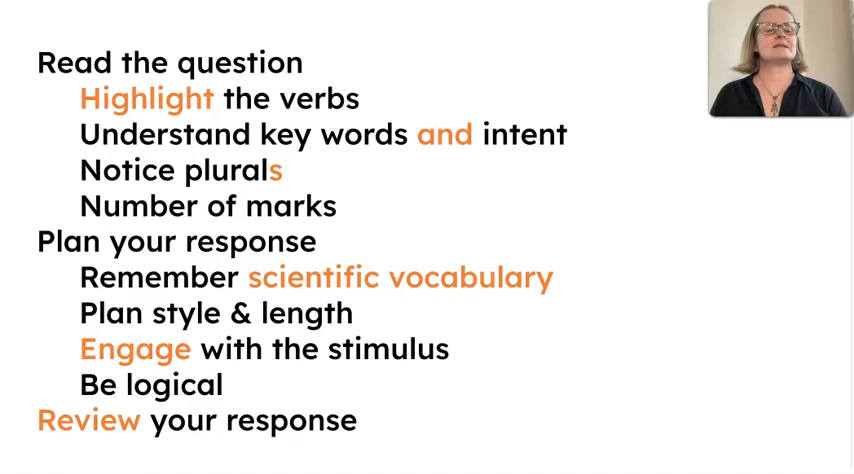 Read the question
Highlight the verbs
Understand key words and intent
Notice plurals
Number of marks
Plan your response
Remember scientific vocabulary
Plan style & length
Engage with the stimulus
Be logical
Review your response